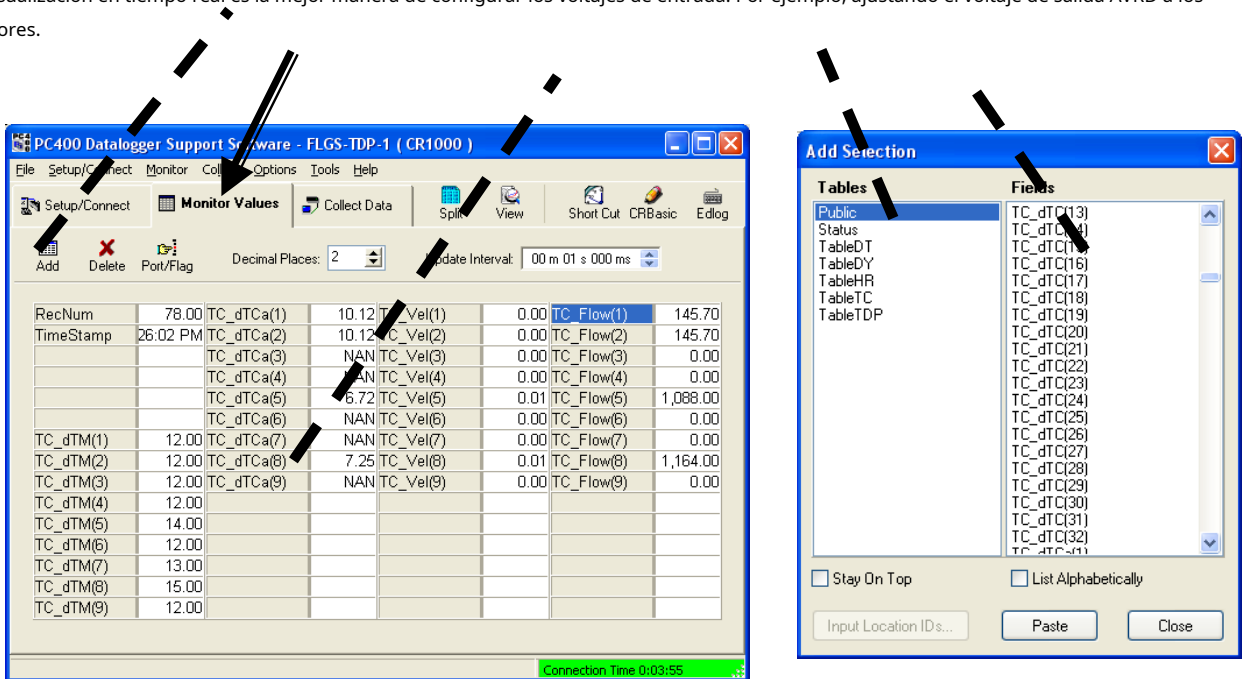 ualización en tiempo real es la mejor manera de configurar los voltajes de entrada. Por ejemplo, ajustando el voltaje de salida AVRD a los
ores.
PC400 Datalogger Support Software - FLGS-TDP-1 ( CR1000 )
File Setup/Connect Monitor Collect Options Tools Help
Setup/Connect Monitor Values Collect Data Split View Short Cut CRBasic Edlog
Add Delete Port/Flag Decimal Places: 2 Update Interval: 00 m 01 s 000 ms
RecNum 78.00 TC_dTCa(1) 10.12 TC_Vel(1) 0.00 TC_Flow(1) 145.70
TimeStamp 26:02 PM TC_dTCa(2) 10.12 TC_Vel(2) 0.00 TC_Flow(2) 145.70
TC_dTCa(3) NAN TC_Vel(3) 0.00 TC_Flow(3) 0.00
TC_dTCa(4) NAN TC_Vel(4) 0.00 TC_Flow(4) 0.00
TC_dTCa(5) 6.72 TC_Vel(5) 0.01 TC_Flow(5) 1,088.00
TC_dTCa(6) NAN TC_Vel(6) 0.00 TC_Flow(6) 0.00
TC_dTM(1) 12.00 TC_dTCa(7) NAN TC_Vel(7) 0.00 TC_Flow(7) 0.00
TC_dTM(2) 12.00 TC_dTCa(8) 7.25 TC_Vel(8) 0.01 TC_Flow(8) 1,164.00
TC_dTM(3) 12.00 TC_dTCa(9) NAN TC_Vel(9) 0.00 TC_Flow(9) 0.00
TC_dTM(4) 12.00
TC_dTM(5) 14.00
TC_dTM(6) 12.00
TC_dTM(7) 13.00
TC_dTM(8) 15.00
TC_dTM(9) 12.00
Connection Time 0:03:55
Add Selection
Tables
Public
Status
TableDT
TableDY
TableHR
TableTC
TableTDP
Fields
TC_dTC(13)
TC_dTC(14)
TC_dTC(15)
TC_dTC(16)
TC_dTC(17)
TC_dTC(18)
TC_dTC(19)
TC_dTC(20)
TC_dTC(21)
TC_dTC(22)
TC_dTC(23)
TC_dTC(24)
TC_dTC(25)
TC_dTC(26)
TC_dTC(27)
TC_dTC(28)
TC_dTC(29)
TC_dTC(30)
TC_dTC(31)
TC_dTC(32)
Stay On Top List Alphabetically
Input Location IDs... Paste Close